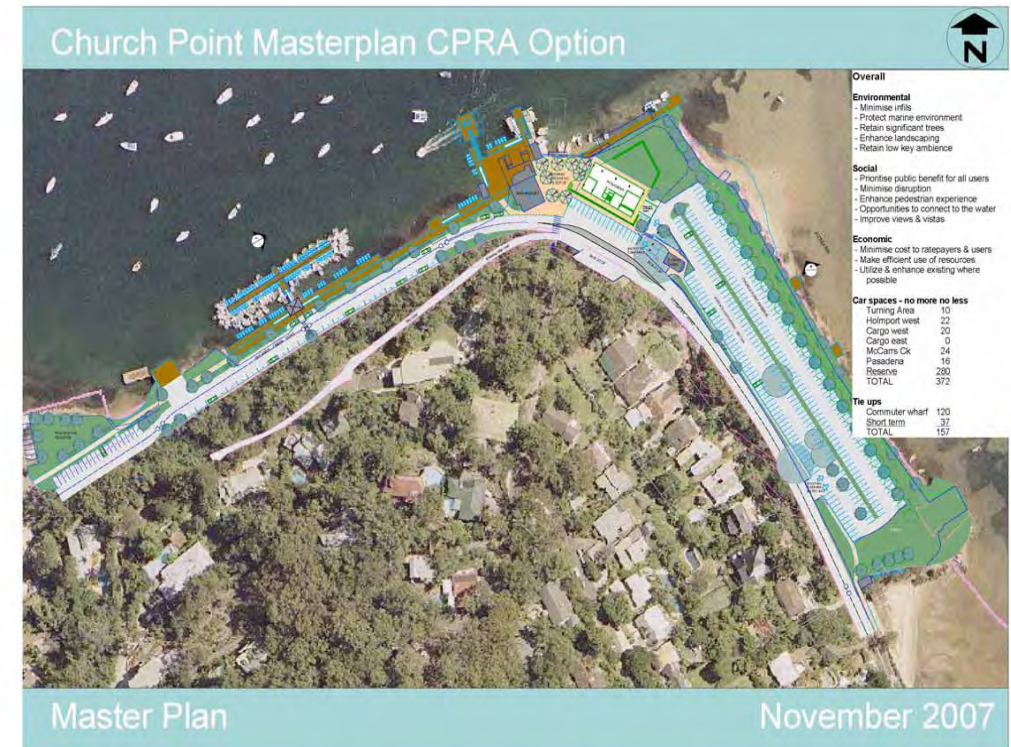 Church Point Masterplan CPRA Option
N
Overall
Environmental
- Minimise infils
- Protect marine environment
- Retain significant trees
- Enhance landscaping
- Retain low key ambience
Social
- Prioritise public benefit for all users
- Minimise disruption
- Enhance pedestrian experience
- Opportunities to connect to the water
- Improve views & vistas
Economic
- Minimise cost to ratepayers & users
- Make efficient use of resources
- Utilize & enhance existing where
possible
Car spaces - no more no less
Turning Area 10
Holmport west 22
Cargo west 20
Cargo east 0
McCarrs Ck 24
Pasadena 16
Reserve 280
TOTAL 372
Tie ups
Commuter wharf 120
Short term 37
TOTAL 157
Master Plan
November 2007